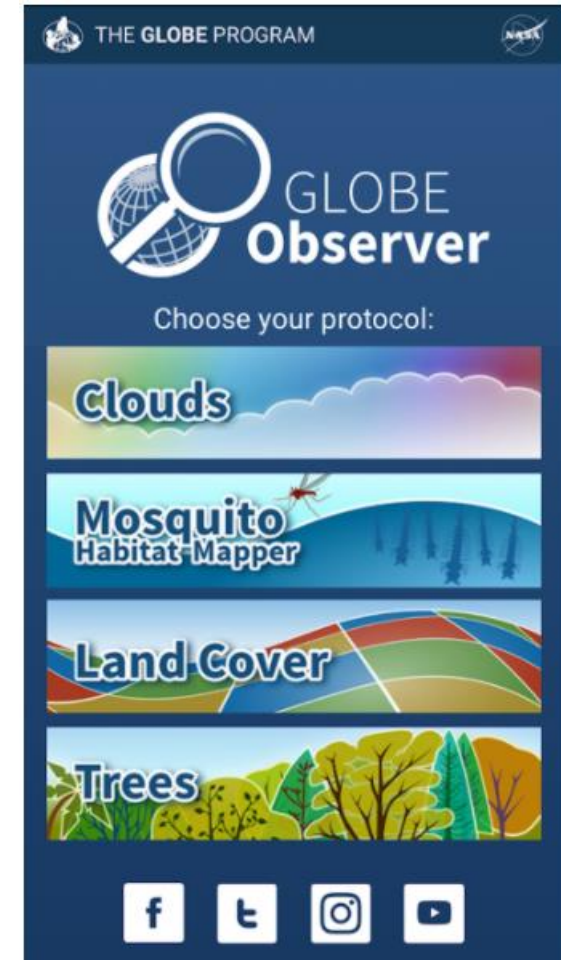 THE GLOBE PROGRAM
NASA
GLOBE
Observer
Choose your protocol:
Clouds
Mosquito
Habitat Mapper
Land Cover
Trees